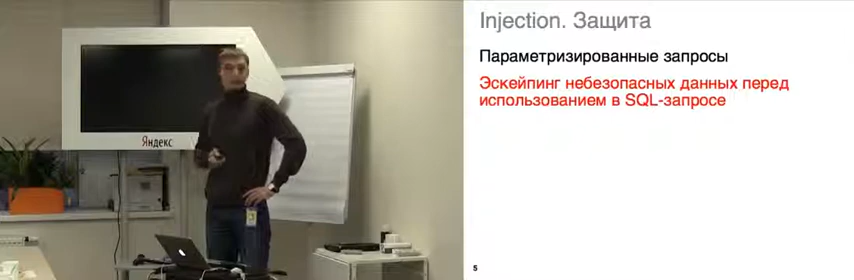 Яндекс
Injection. Защита
Параметризированные запросы
Эскейпинг небезопасных данных перед
использованием в SQL-запросе
5